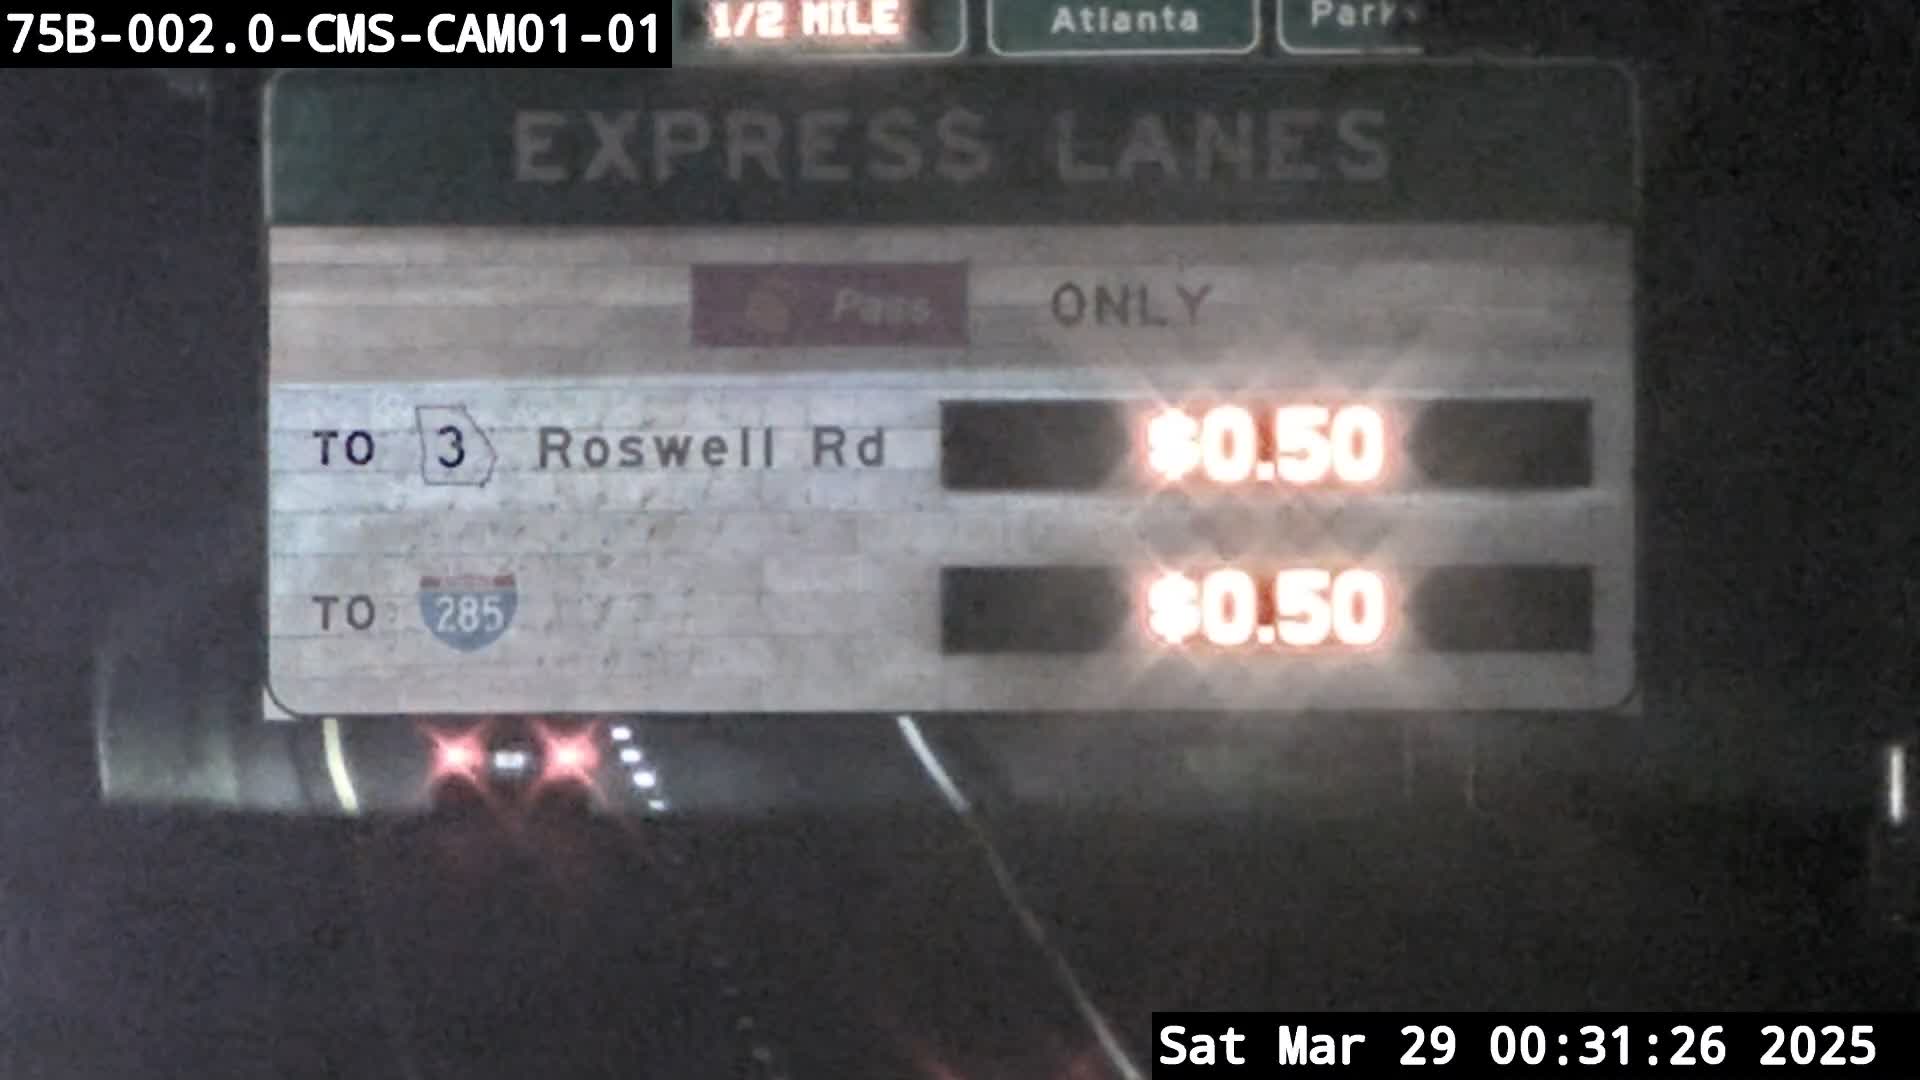 75B-002.0-CMS-CAM01-01
1/2 MILE
Atlanta
EXPRESS LANES
Pass ONLY
TO 3 Roswell Rd $0.50
TO 285 $0.50
Sat Mar 29 00:31:26 2025